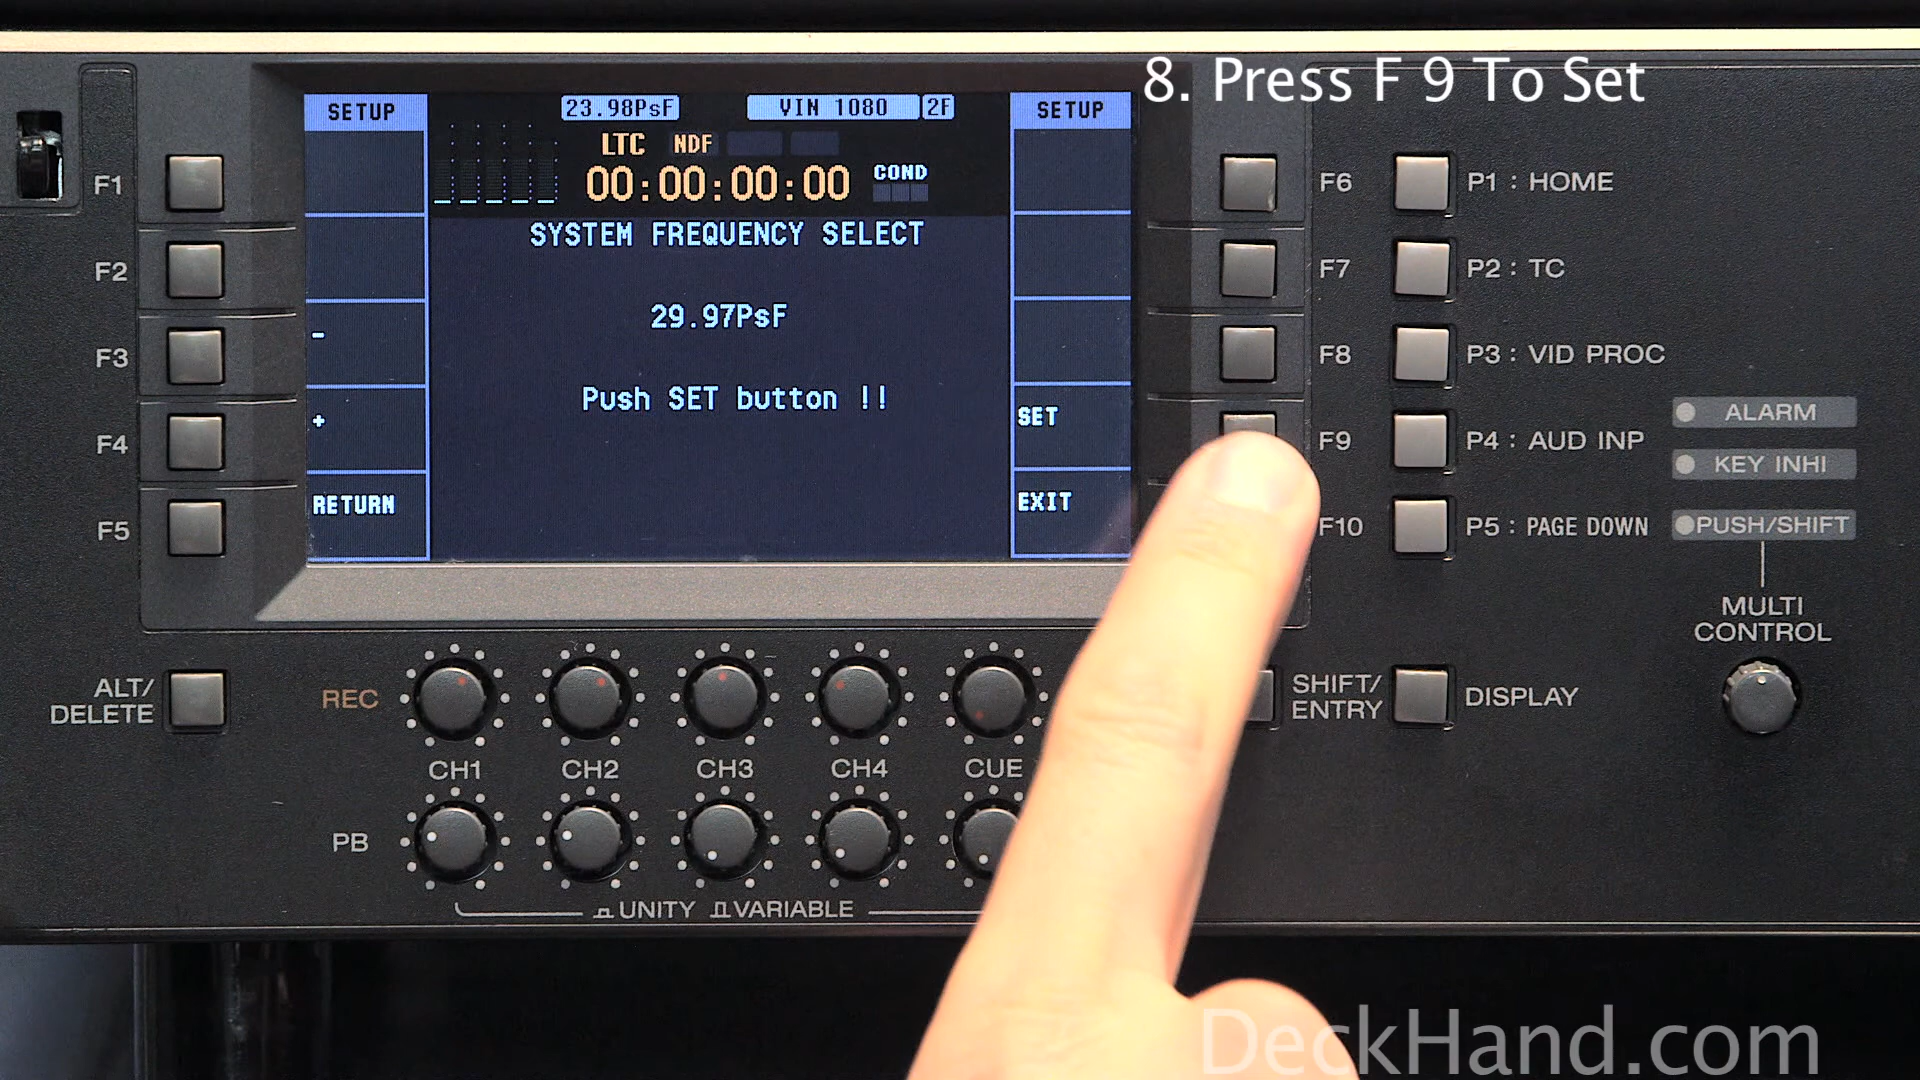 8. Press F 9 To Set
SETUP
23.98PsF
VIN 1080
2F
SETUP
LTC NDF
00:00:00:00
COND
SYSTEM FREQUENCY SELECT
29.97PsF
Push SET button !!
-
+
RETURN
SET
EXIT
F1
F2
F3
F4
F5
F6
F7
F8
F9
F10
P1 : HOME
P2 : TC
P3 : VID PROC
P4 : AUD INP
P5 : PAGE DOWN
ALARM
KEY INHI
PUSH/SHIFT
MULTI
CONTROL
ALT/
DELETE
REC
CH1 CH2 CH3 CH4 CUE
PB
UNITY VARIABLE
SHIFT/
ENTRY
DISPLAY
DeckHand.com